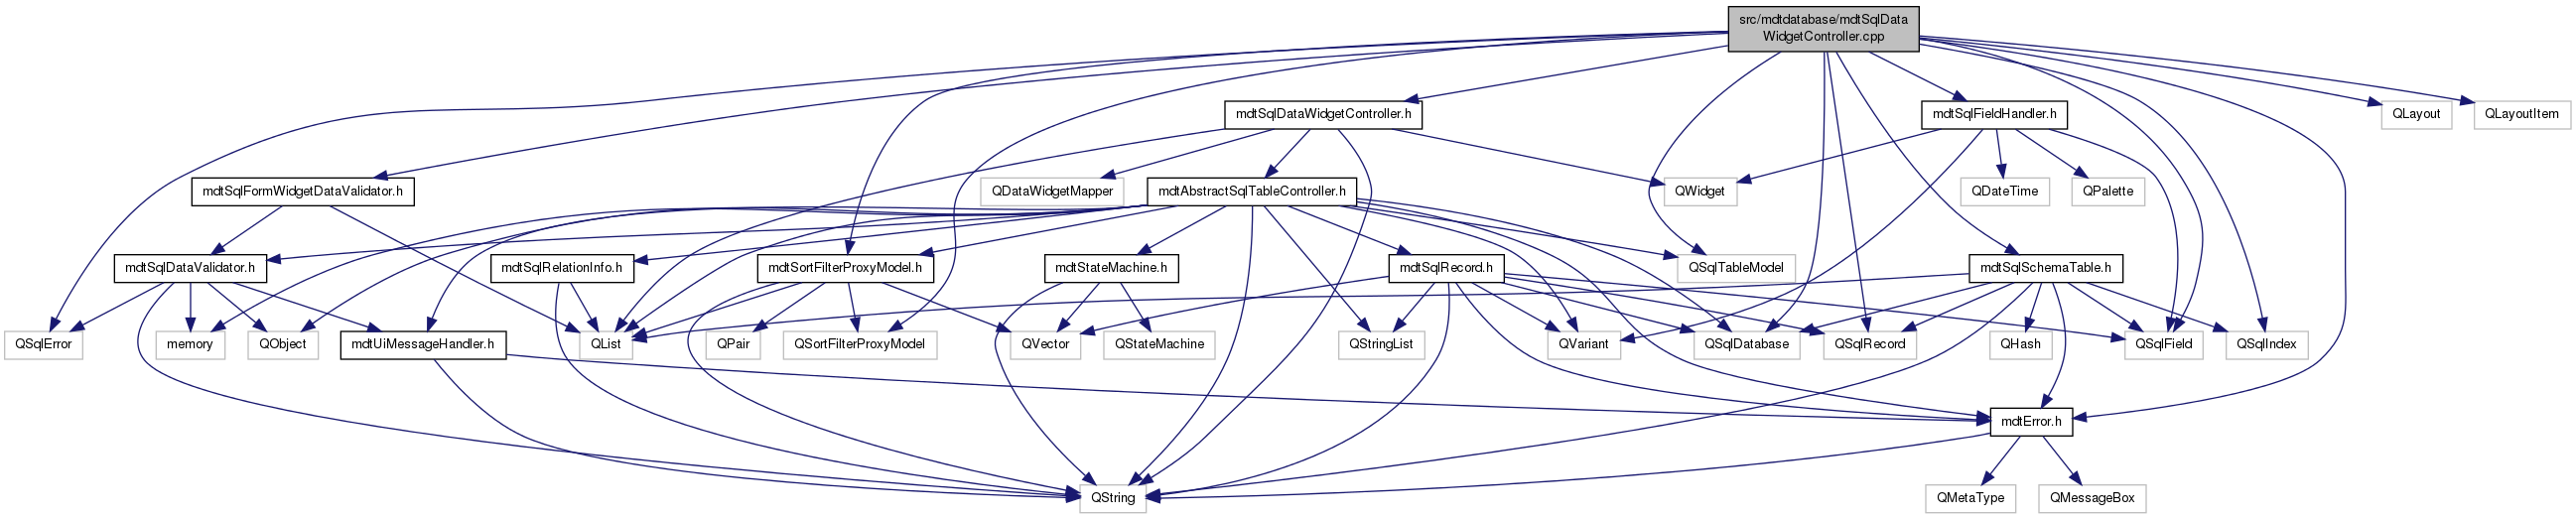 src/mdtdatabase/mdtSqlData
WidgetController.cpp
mdtSqlDataWidgetController.h
mdtSqlFieldHandler.h
QLayout
QLayoutItem
mdtSqlFormWidgetDataValidator.h
QDataWidgetMapper
mdtAbstractSqlTableController.h
QWidget
QDateTime
QPalette
mdtSqlDataValidator.h
mdtSqlRelationInfo.h
mdtSortFilterProxyModel.h
mdtStateMachine.h
QSqlTableModel
mdtSqlRecord.h
mdtSqlSchemaTable.h
QSqlError
memory
QObject
mdtUiMessageHandler.h
QList
QPair
QSortFilterProxyModel
QVector
QStateMachine
QStringList
QVariant
QSqlDatabase
QSqlRecord
QHash
QSqlField
QSqlIndex
mdtError.h
QString
QMetaType
QMessageBox